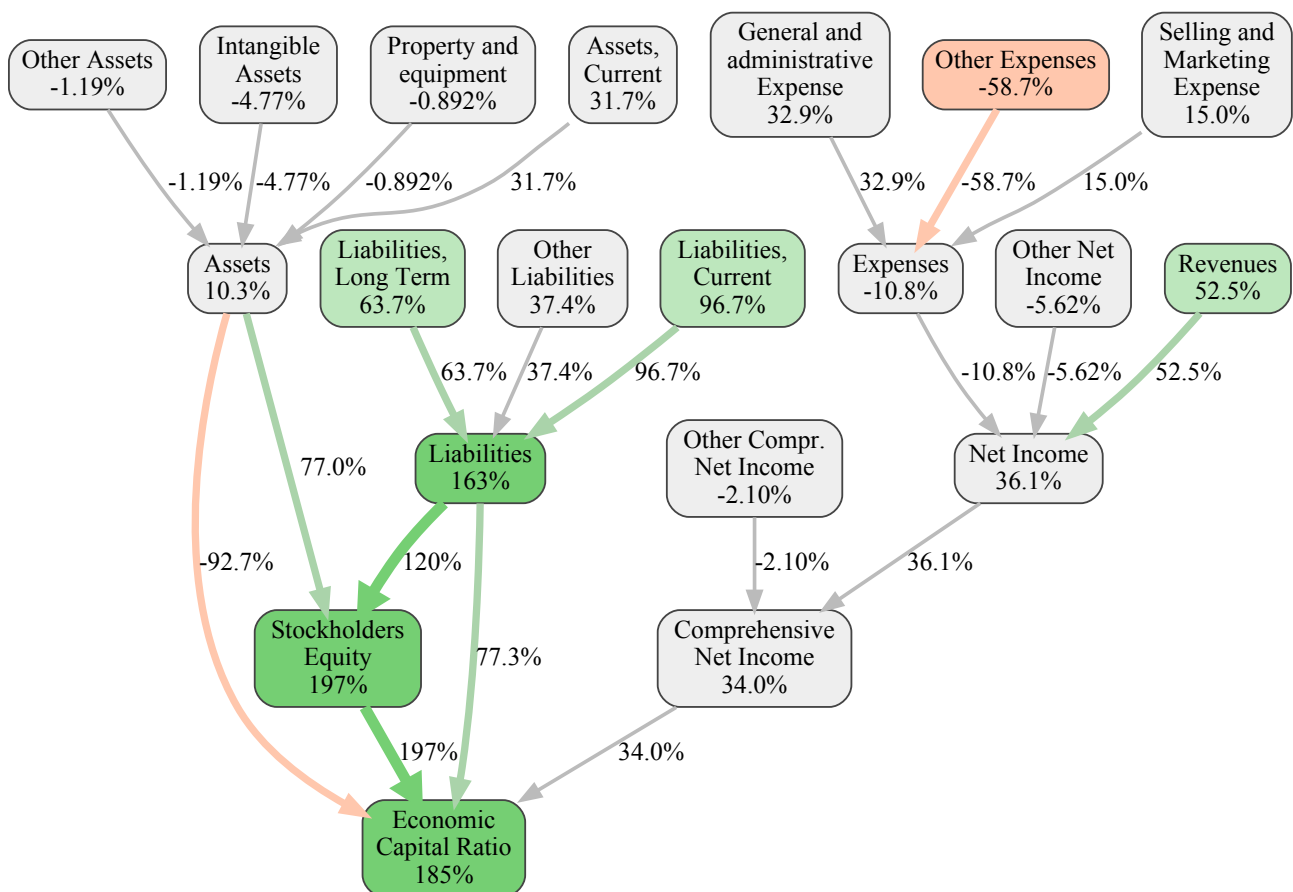 Other Assets
-1.19%
Intangible
Assets
-4.77%
Property and
equipment
-0.892%
Assets,
Current
31.7%
General and
administrative
Expense
32.9%
Other Expenses
-58.7%
Selling and
Marketing
Expense
15.0%
-1.19%
-4.77%
-0.892%
31.7%
32.9%
-58.7%
15.0%
Assets
10.3%
Liabilities,
Long Term
63.7%
Other
Liabilities
37.4%
Liabilities,
Current
96.7%
Expenses
-10.8%
Other Net
Income
-5.62%
Revenues
52.5%
63.7%
37.4%
96.7%
-10.8%
-5.62%
52.5%
77.0%
Liabilities
163%
Other Compr.
Net Income
-2.10%
Net Income
36.1%
-92.7%
120%
-2.10%
36.1%
Stockholders
Equity
197%
77.3%
Comprehensive
Net Income
34.0%
197%
34.0%
Economic
Capital Ratio
185%